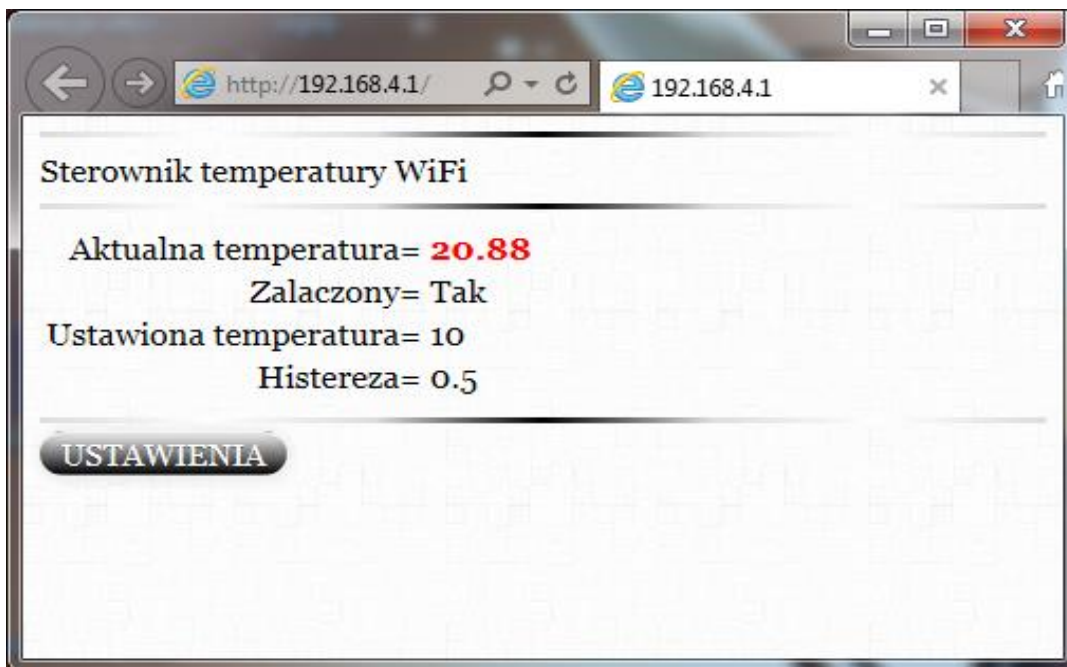 http://192.168.4.1/
192.168.4.1
Sterownik temperatury WiFi
Aktualna temperatura= 20.88
Zalaczony= Tak
Ustawiona temperatura= 10
Histereza= 0.5
USTAWIENIA